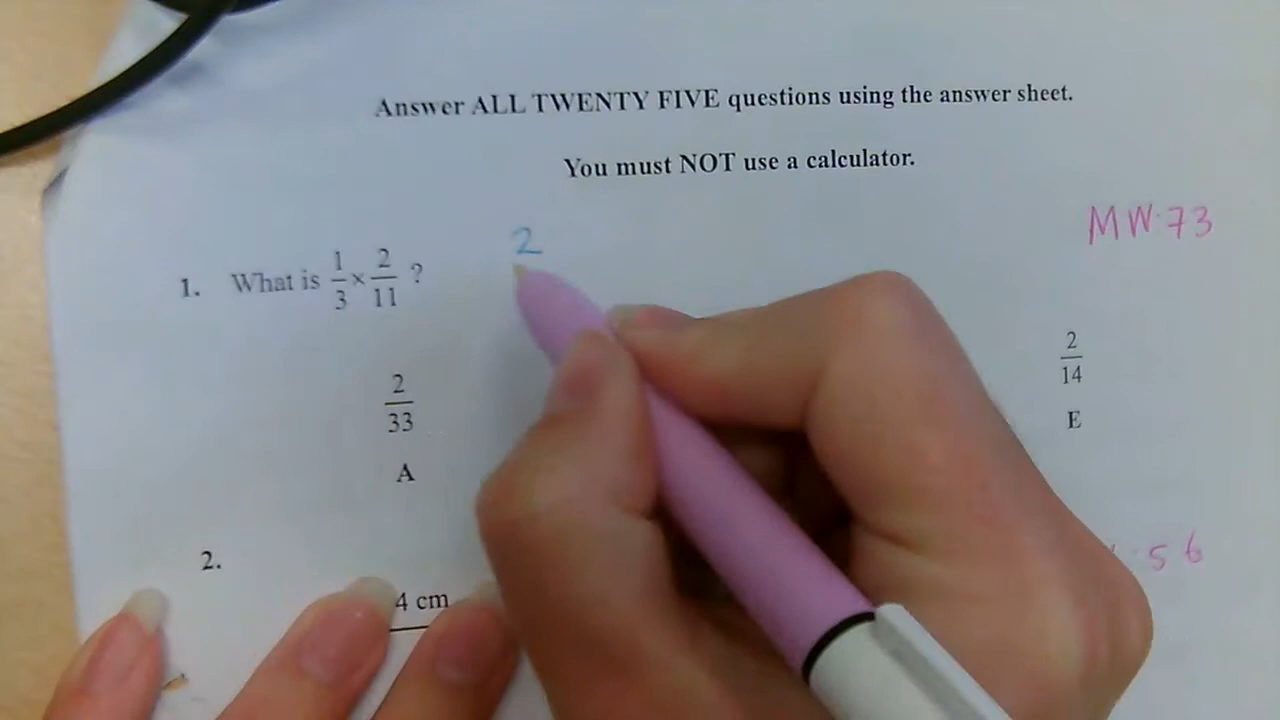 Answer ALL TWENTY FIVE questions using the answer sheet.
You must NOT use a calculator.
MW·73
2
1. What is 1/3 × 2/11 ?
2/33
2/14
A
E
2.
56
4 cm